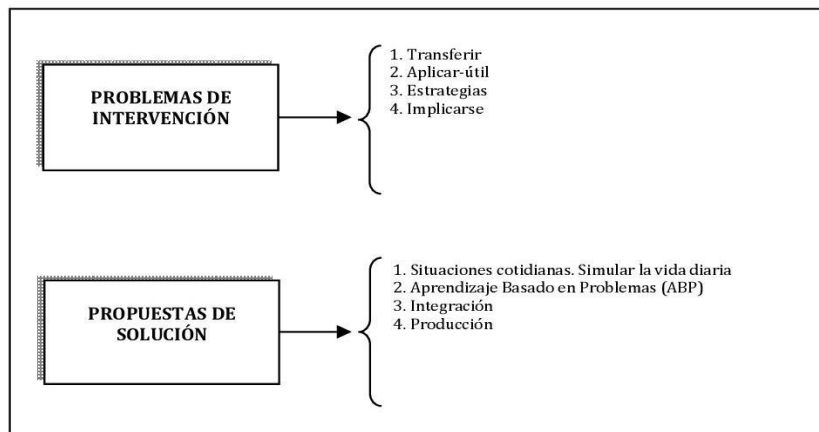 PROBLEMAS DE
INTERVENCIÓN
1. Transferir
2. Aplicar-útil
3. Estrategias
4. Implicarse
PROPUESTAS DE
SOLUCIÓN
1. Situaciones cotidianas. Simular la vida diaria
2. Aprendizaje Basado en Problemas (ABP)
3. Integración
4. Producción